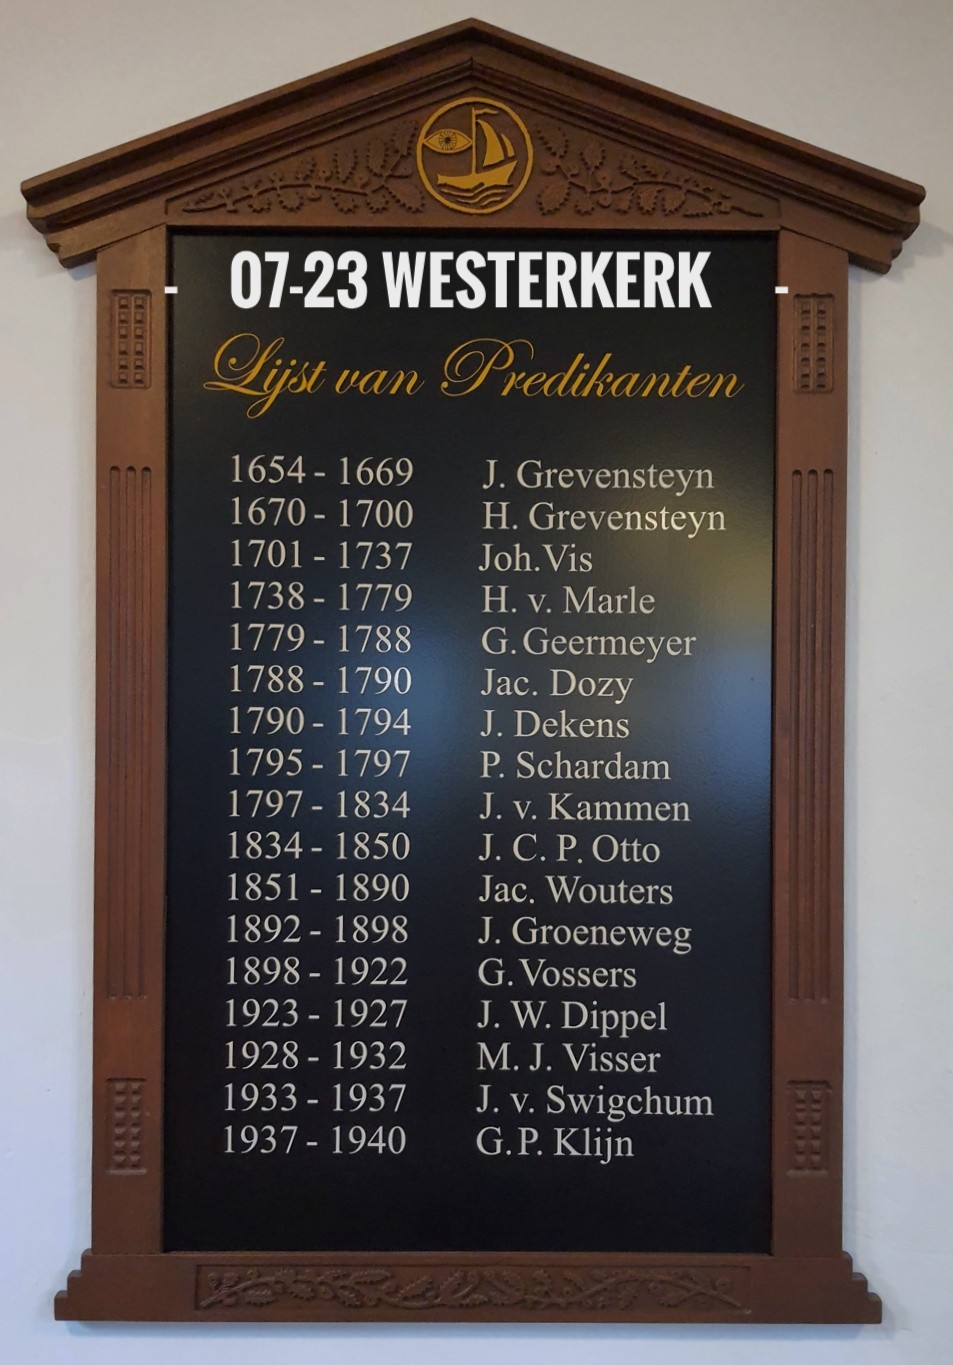 - 07-23 WESTERKERK -
Lijst van Predikanten
1654 - 1669 J. Grevensteyn
1670 - 1700 H. Grevensteyn
1701 - 1737 Joh.Vis
1738 - 1779 H. v. Marle
1779 - 1788 G. Geermeyer
1788 - 1790 Jac. Dozy
1790 - 1794 J. Dekens
1795 - 1797 P. Schardam
1797 - 1834 J. v. Kammen
1834 - 1850 J. C. P. Otto
1851 - 1890 Jac. Wouters
1892 - 1898 J. Groeneweg
1898 - 1922 G. Vossers
1923 - 1927 J. W. Dippel
1928 - 1932 M. J. Visser
1933 - 1937 J. v. Swigchum
1937 - 1940 G.P. Klijn